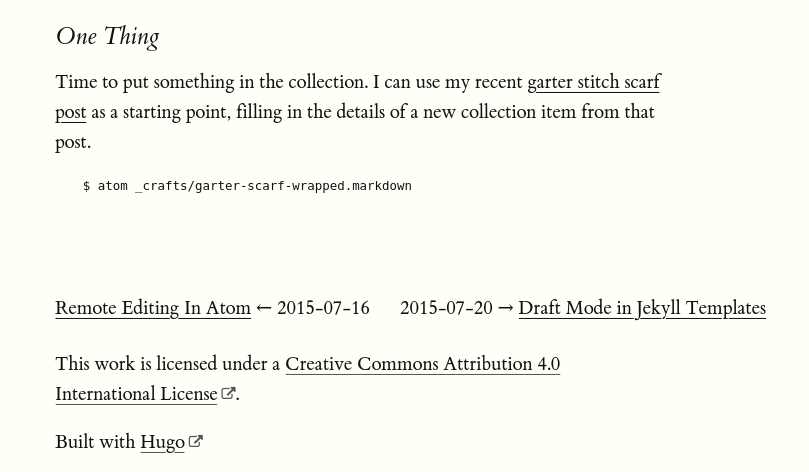 One Thing
Time to put something in the collection. I can use my recent garter stitch scarf
post as a starting point, filling in the details of a new collection item from that
post.
$ atom _crafts/garter-scarf-wrapped.markdown
Remote Editing In Atom ← 2015-07-16 2015-07-20 → Draft Mode in Jekyll Templates
This work is licensed under a Creative Commons Attribution 4.0
International License.
Built with Hugo